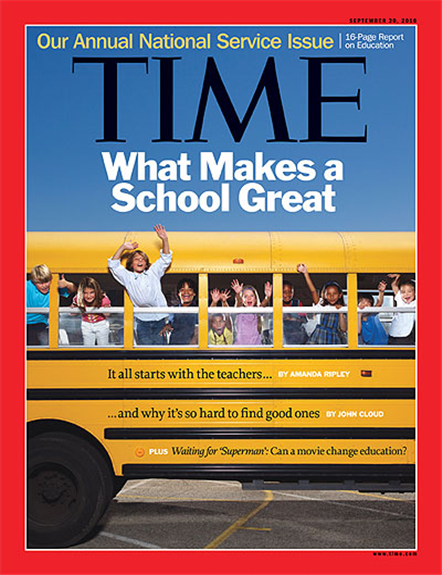 SEPTEMBER 20, 2010
Our Annual National Service Issue | 16-Page Report
on Education
TIME
What Makes a
School Great
It all starts with the teachers... BY AMANDA RIPLEY
...and why it's so hard to find good ones BY JOHN CLOUD
PLUS Waiting for 'Superman': Can a movie change education?
www.time.com